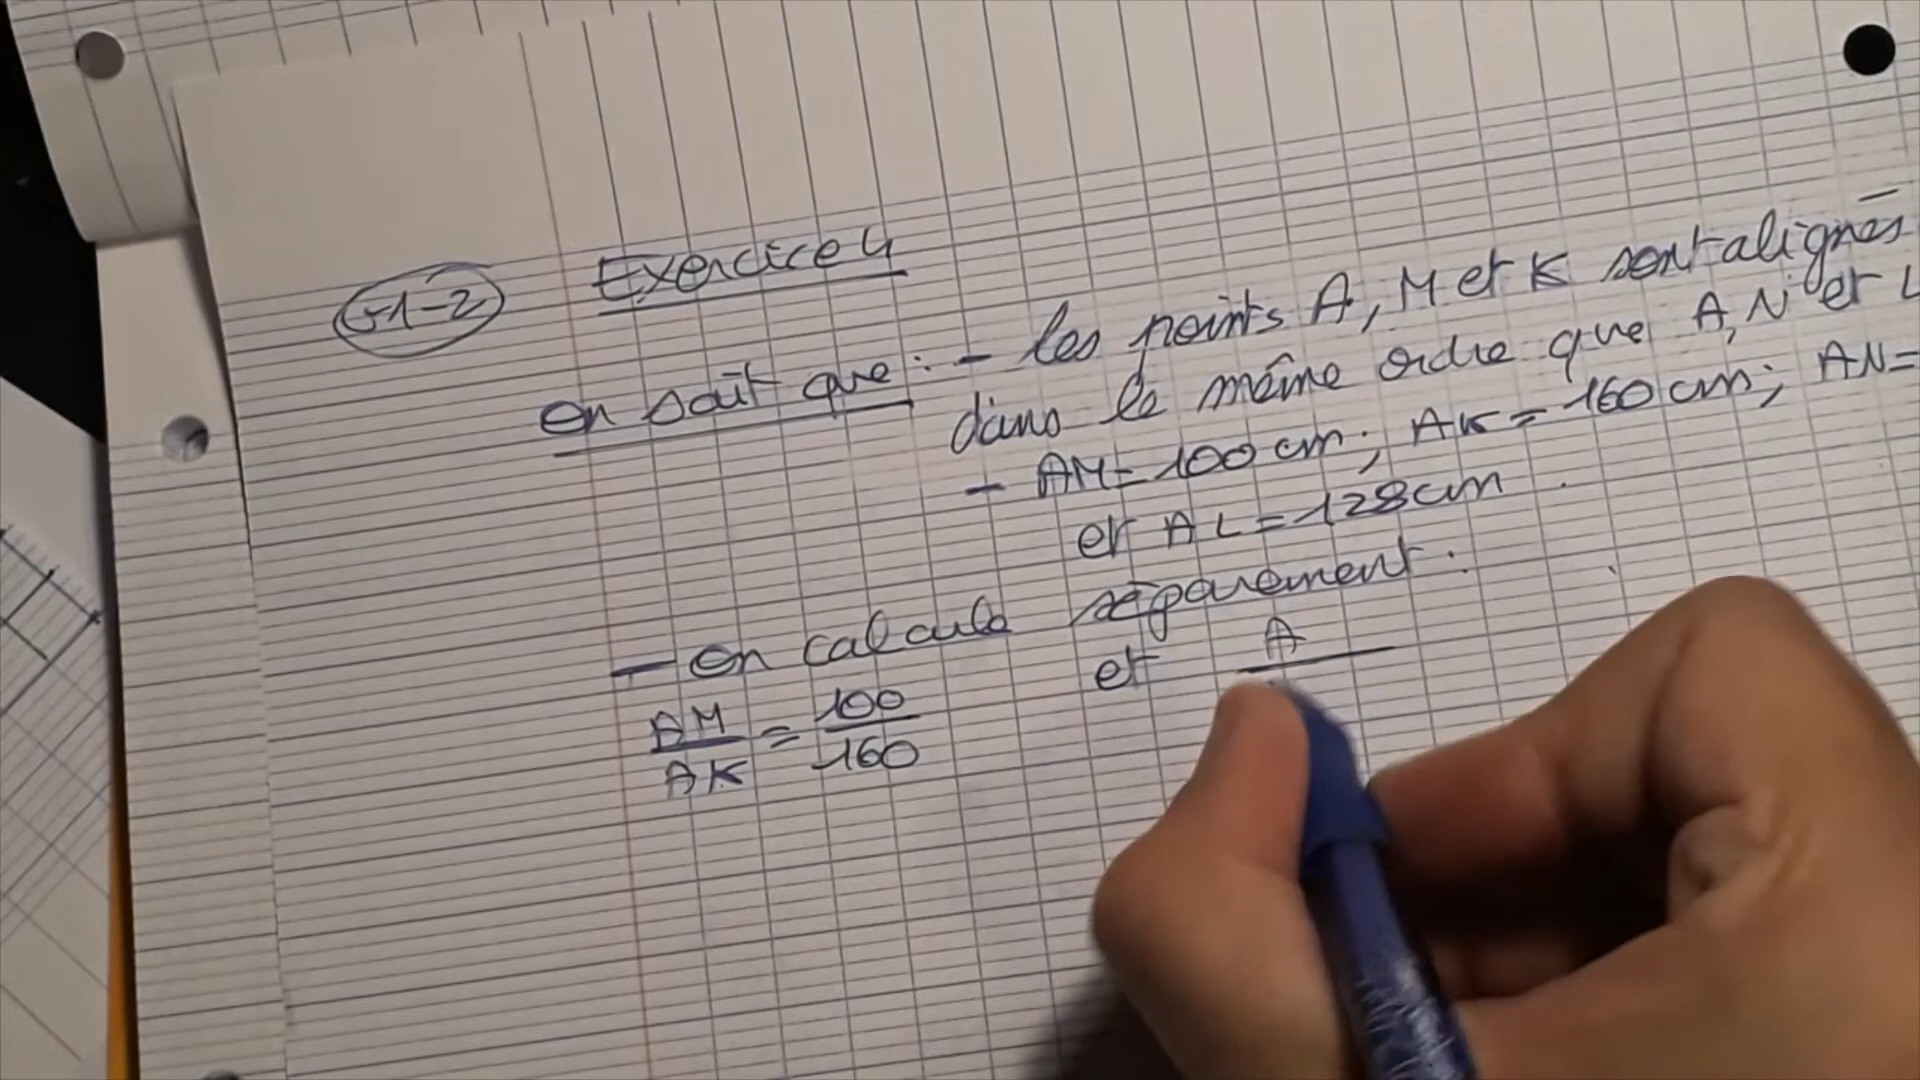 G1-2 Exercice 4
on sait que : - les points A, M et K sont alignés
dans le même ordre que A, N et L
- AM = 100 cm ; AK = 160 cm ; AN =
et AL = 128 cm
- on calcule séparement.
AM/AK = 100/160 et A